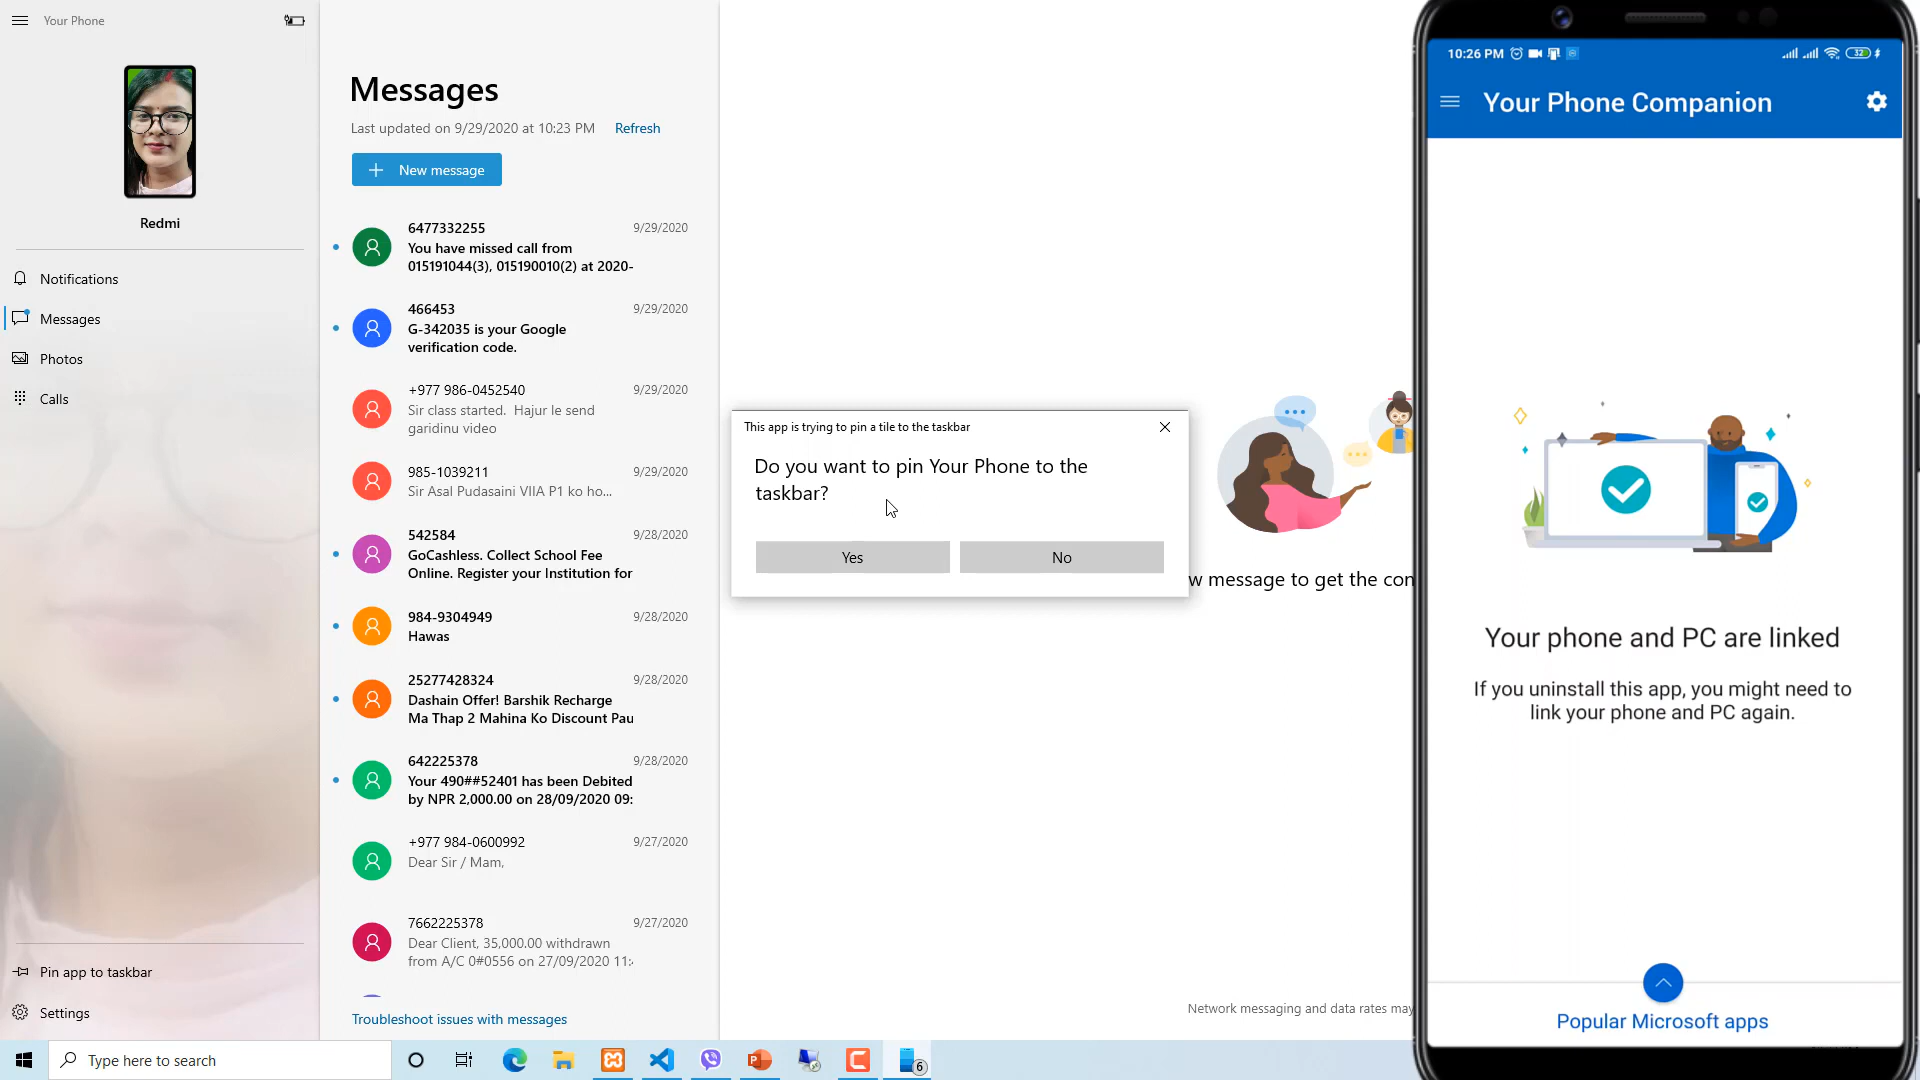 Your Phone
Redmi
Notifications
Messages
Photos
Calls
Pin app to taskbar
Settings
Messages
Last updated on 9/29/2020 at 10:23 PM Refresh
New message
6477332255 9/29/2020
You have missed call from
015191044(3), 015190010(2) at 2020-
466453 9/29/2020
G-342035 is your Google
verification code.
+977 986-0452540 9/29/2020
Sir class started. Hajur le send
garidinu video
985-1039211 9/29/2020
Sir Asal Pudasaini VIIA P1 ko ho...
542584 9/28/2020
GoCashless. Collect School Fee
Online. Register your Institution for
984-9304949 9/28/2020
Hawas
25277428324 9/28/2020
Dashain Offer! Barshik Recharge
Ma Thap 2 Mahina Ko Discount Pau
642225378 9/28/2020
Your 490##52401 has been Debited
by NPR 2,000.00 on 28/09/2020 09:
+977 984-0600992 9/27/2020
Dear Sir / Mam,
7662225378 9/27/2020
Dear Client, 35,000.00 withdrawn
from A/C 0#0556 on 27/09/2020 11:
Troubleshoot issues with messages
This app is trying to pin a tile to the taskbar
Do you want to pin Your Phone to the
taskbar?
Yes No
w message to get the con
Network messaging and data rates may
10:26 PM 32
Your Phone Companion
Your phone and PC are linked
If you uninstall this app, you might need to
link your phone and PC again.
Popular Microsoft apps
Type here to search
6